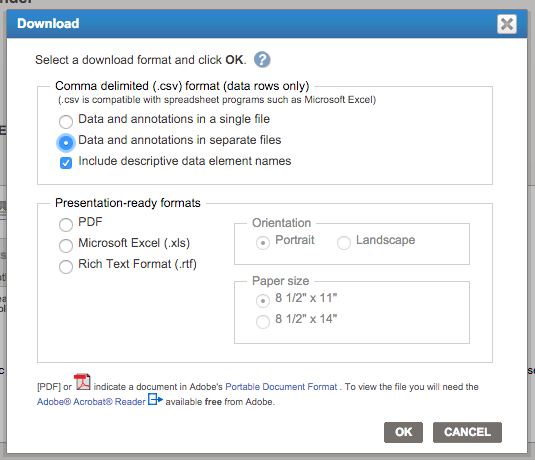 Download
Select a download format and click OK. ?
Comma delimited (.csv) format (data rows only)
(.csv is compatible with spreadsheet programs such as Microsoft Excel)
Data and annotations in a single file
Data and annotations in separate files
Include descriptive data element names
Presentation-ready formats
PDF
Microsoft Excel (.xls)
Rich Text Format (.rtf)
Orientation
Portrait
Landscape
Paper size
8 1/2" x 11"
8 1/2" x 14"
[PDF] or indicate a document in Adobe's Portable Document Format . To view the file you will need the
Adobe® Acrobat® Reader available free from Adobe.
OK
CANCEL